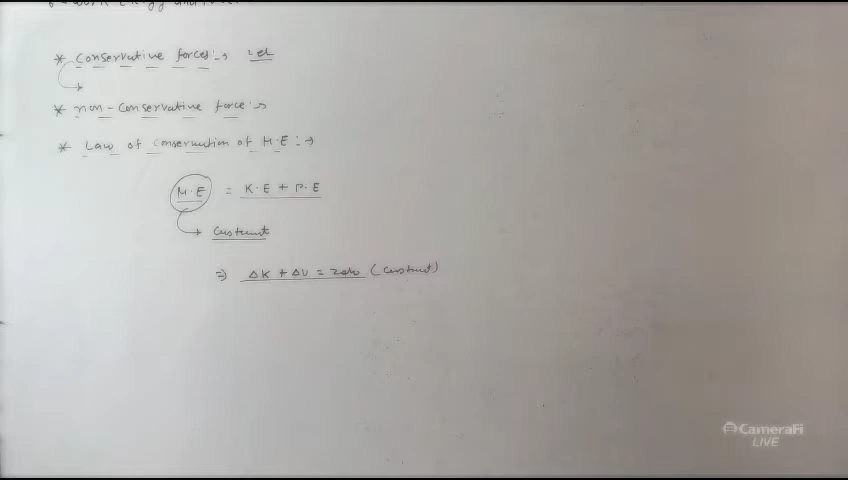 * Conservative forces :→
* non - Conservative force :→
* Law of Conservation of M.E :→
M.E = K.E + P.E
→ Constant
⇒ ΔK + ΔU = zero (Constant)
CameraFi
LIVE